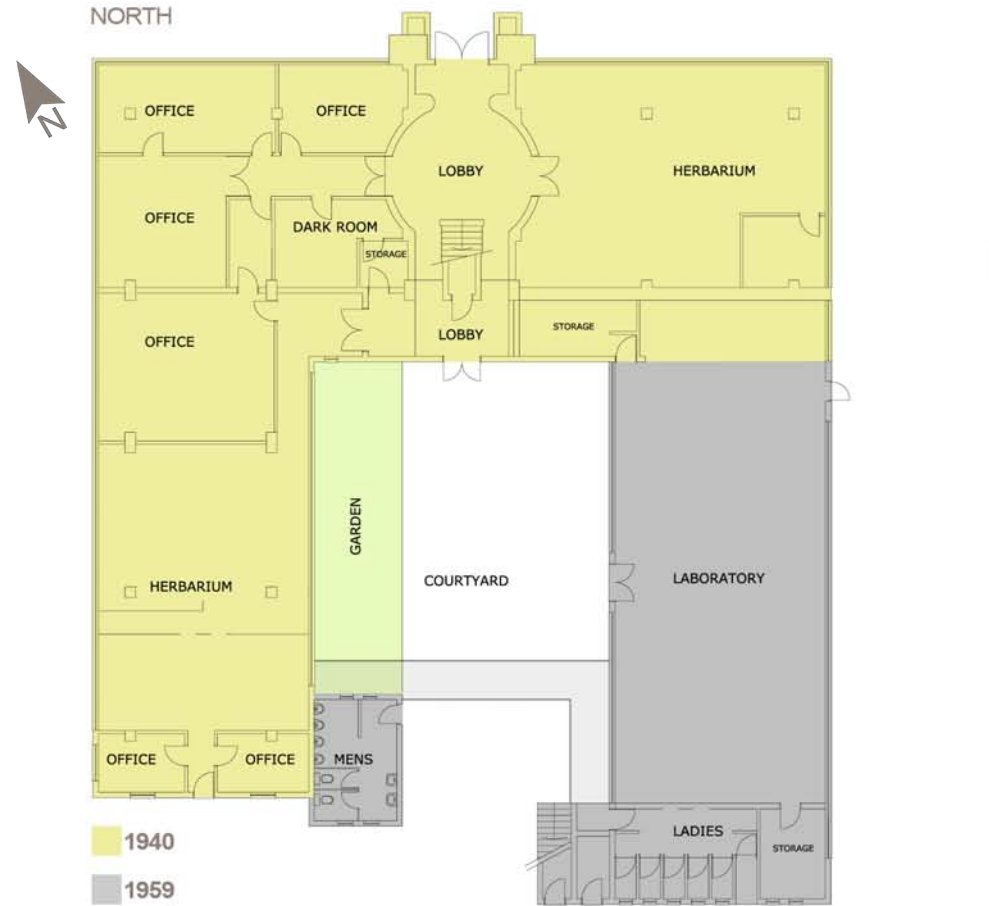 NORTH
N
OFFICE
OFFICE
LOBBY
HERBARIUM
OFFICE
DARK ROOM
STORAGE
OFFICE
LOBBY
STORAGE
GARDEN
COURTYARD
LABORATORY
HERBARIUM
OFFICE
OFFICE
MENS
LADIES
STORAGE
1940
1959